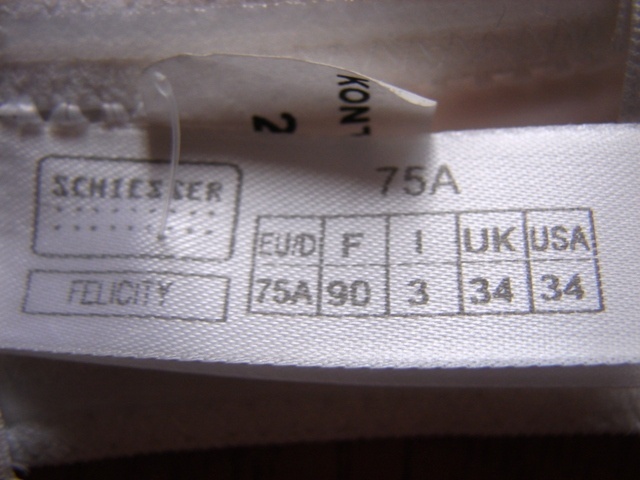 KON
2
SCHIESSER
75A
FELICITY
EU/D F I UK USA
75A 90 3 34 34